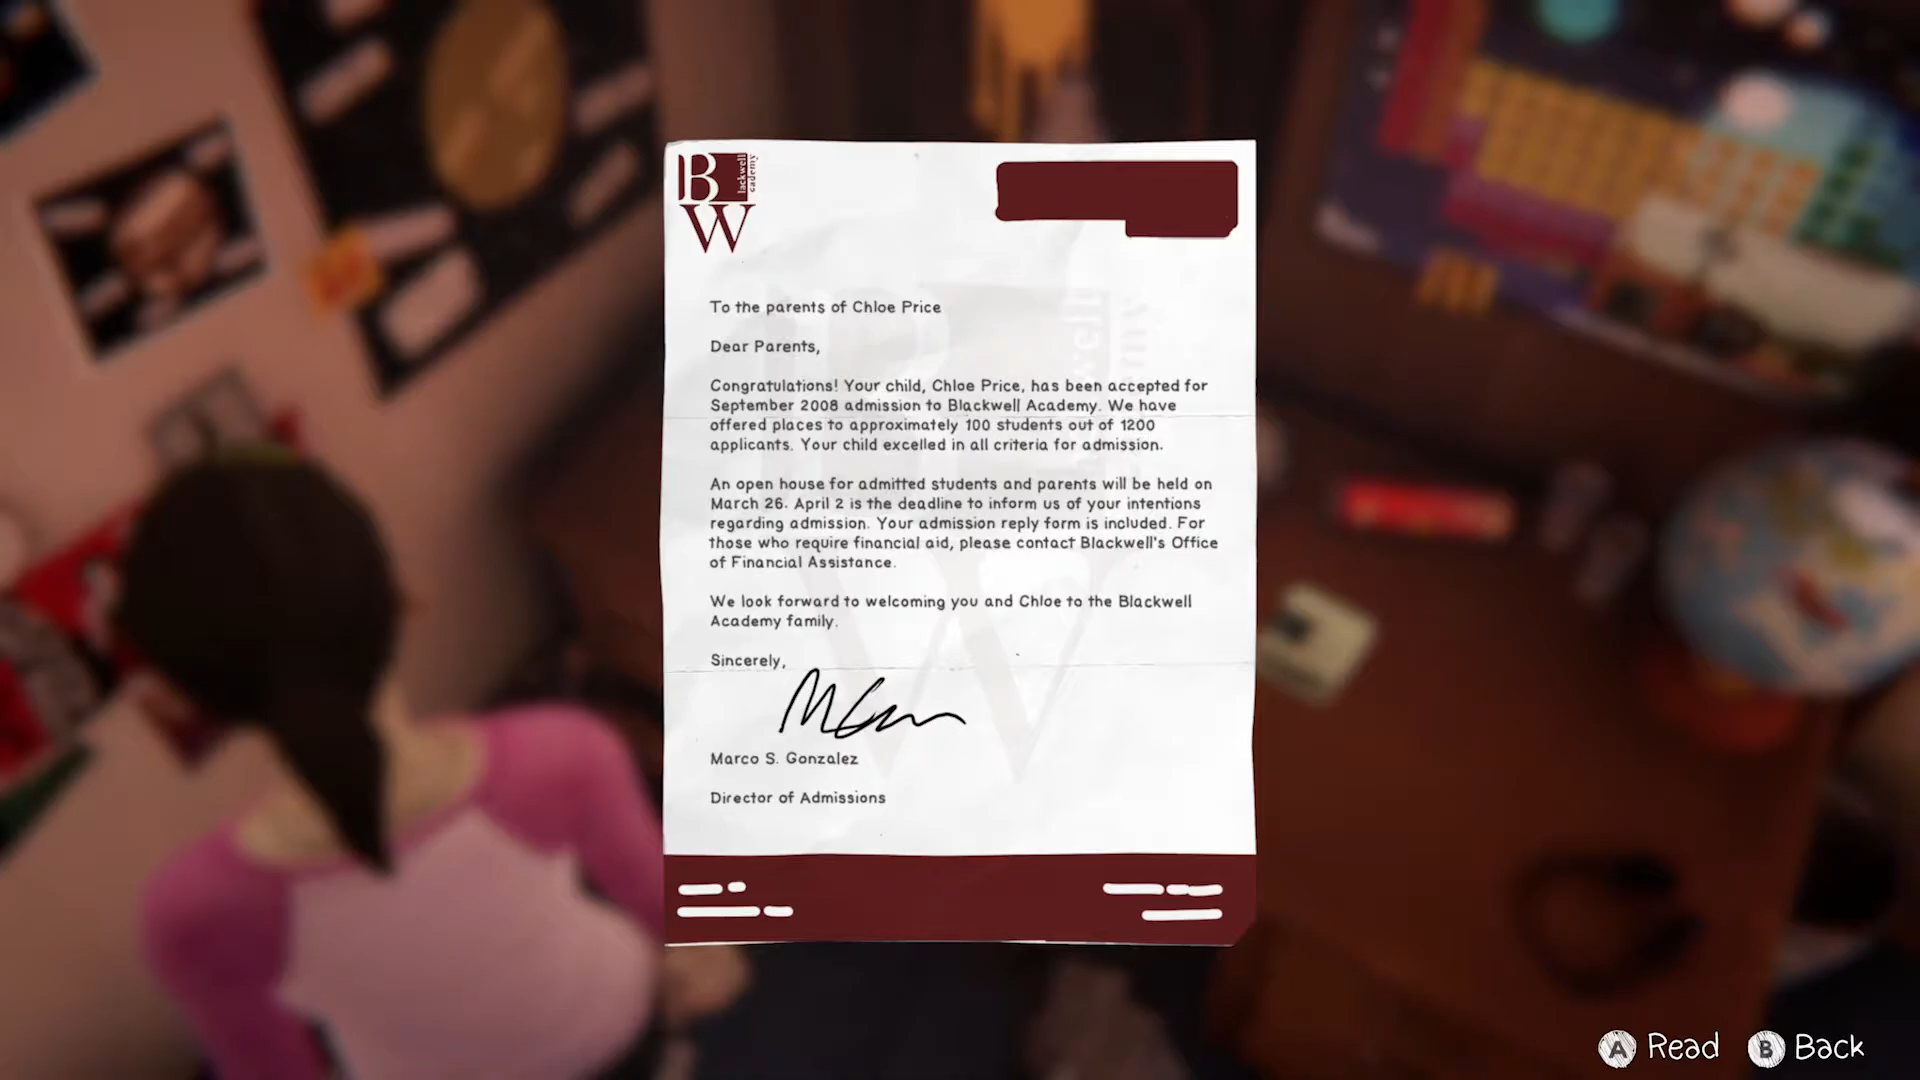 Blackwell
academy
W
To the parents of Chloe Price
Dear Parents,
Congratulations! Your child, Chloe Price, has been accepted for
September 2008 admission to Blackwell Academy. We have
offered places to approximately 100 students out of 1200
applicants. Your child excelled in all criteria for admission.
An open house for admitted students and parents will be held on
March 26. April 2 is the deadline to inform us of your intentions
regarding admission. Your admission reply form is included. For
those who require financial aid, please contact Blackwell's Office
of Financial Assistance.
We look forward to welcoming you and Chloe to the Blackwell
Academy family.
Sincerely,
Marco S. Gonzalez
Director of Admissions
A Read B Back